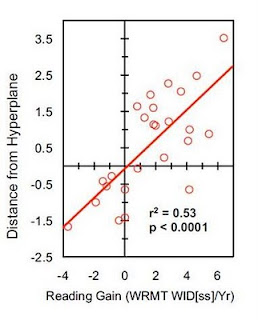 Distance from Hyperplane
3.5
2.5
1.5
0.5
-0.5
-1.5
-2.5
r² = 0.53
p < 0.0001
-4 -2 0 2 4 6
Reading Gain (WRMT WID[ss]/Yr)